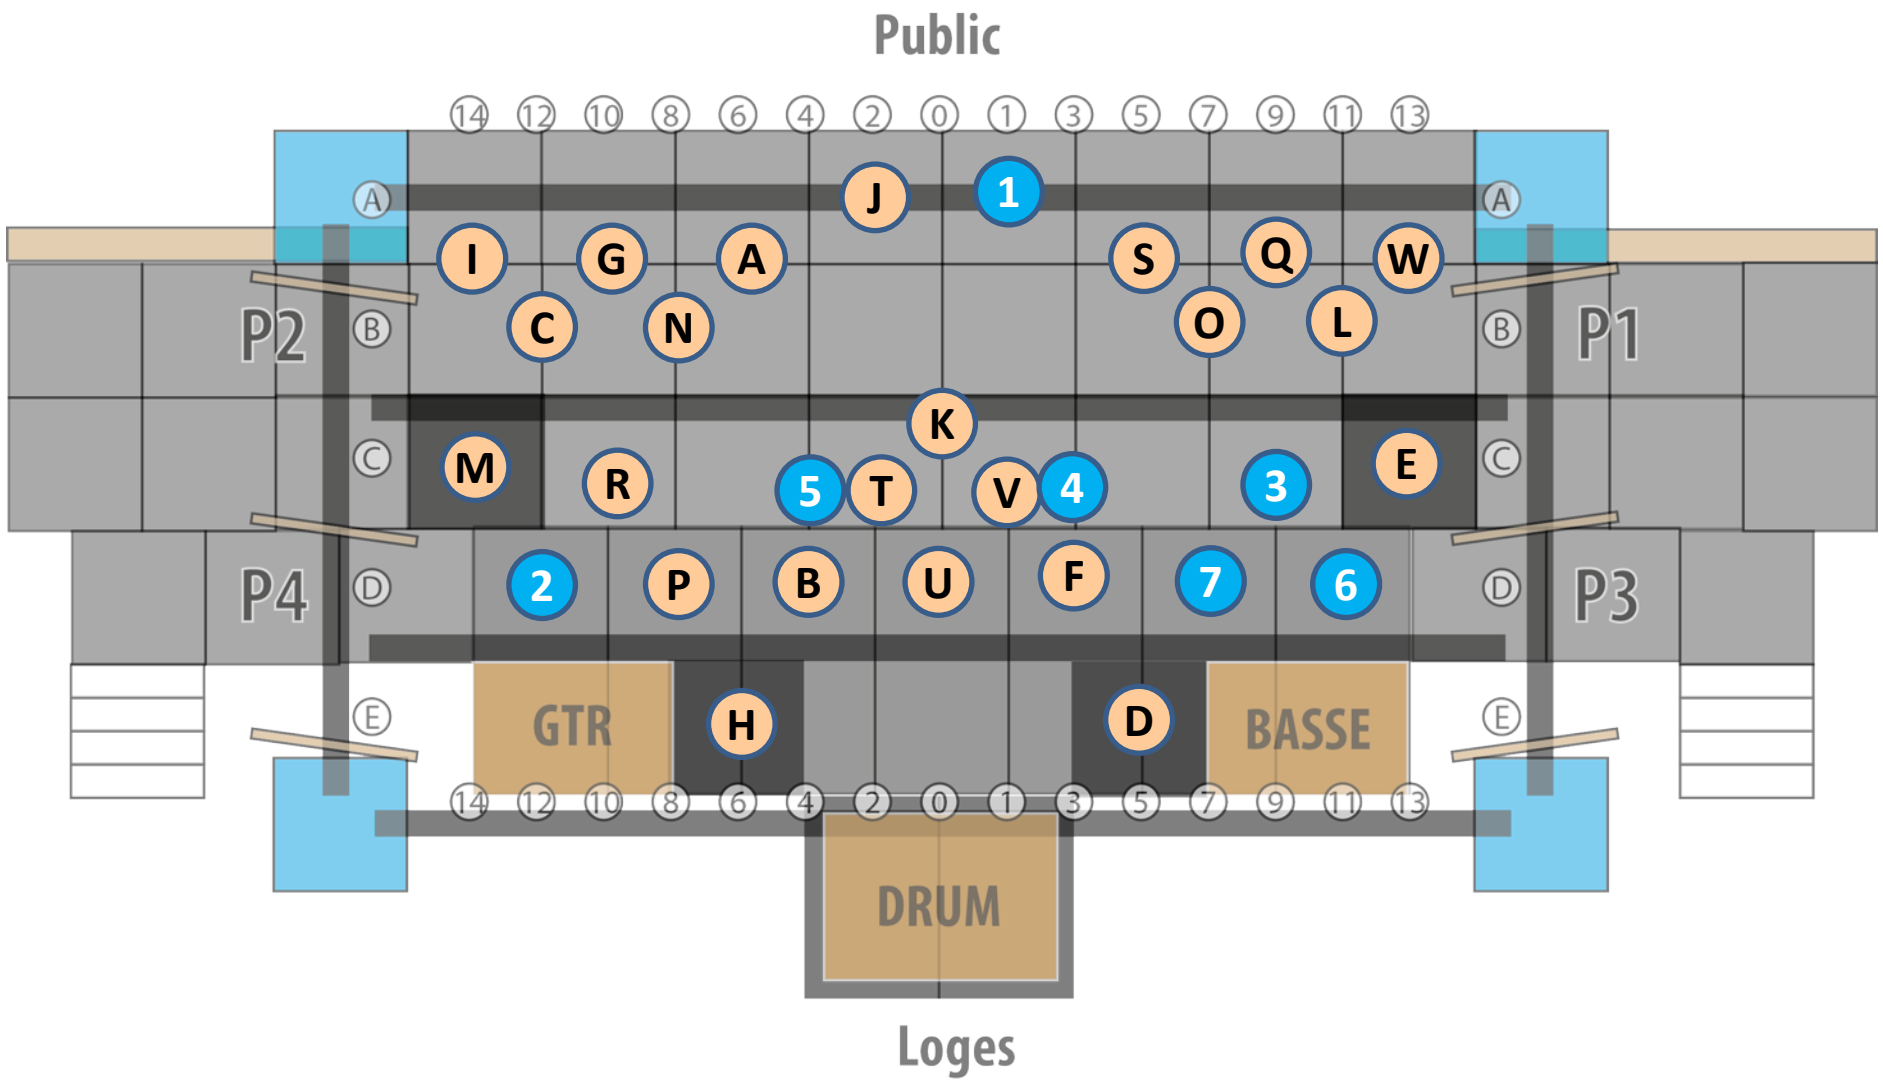 Public
14 12 10 8 6 4 2 0 1 3 5 7 9 11 13
A J 1 A
I G A S Q W
P2 B C N O L B P1
K
C M R 5 T V 4 3 E C
P4 D 2 P B U F 7 6 D P3
E GTR H D BASSE E
14 12 10 8 6 4 2 0 1 3 5 7 9 11 13
DRUM
Loges